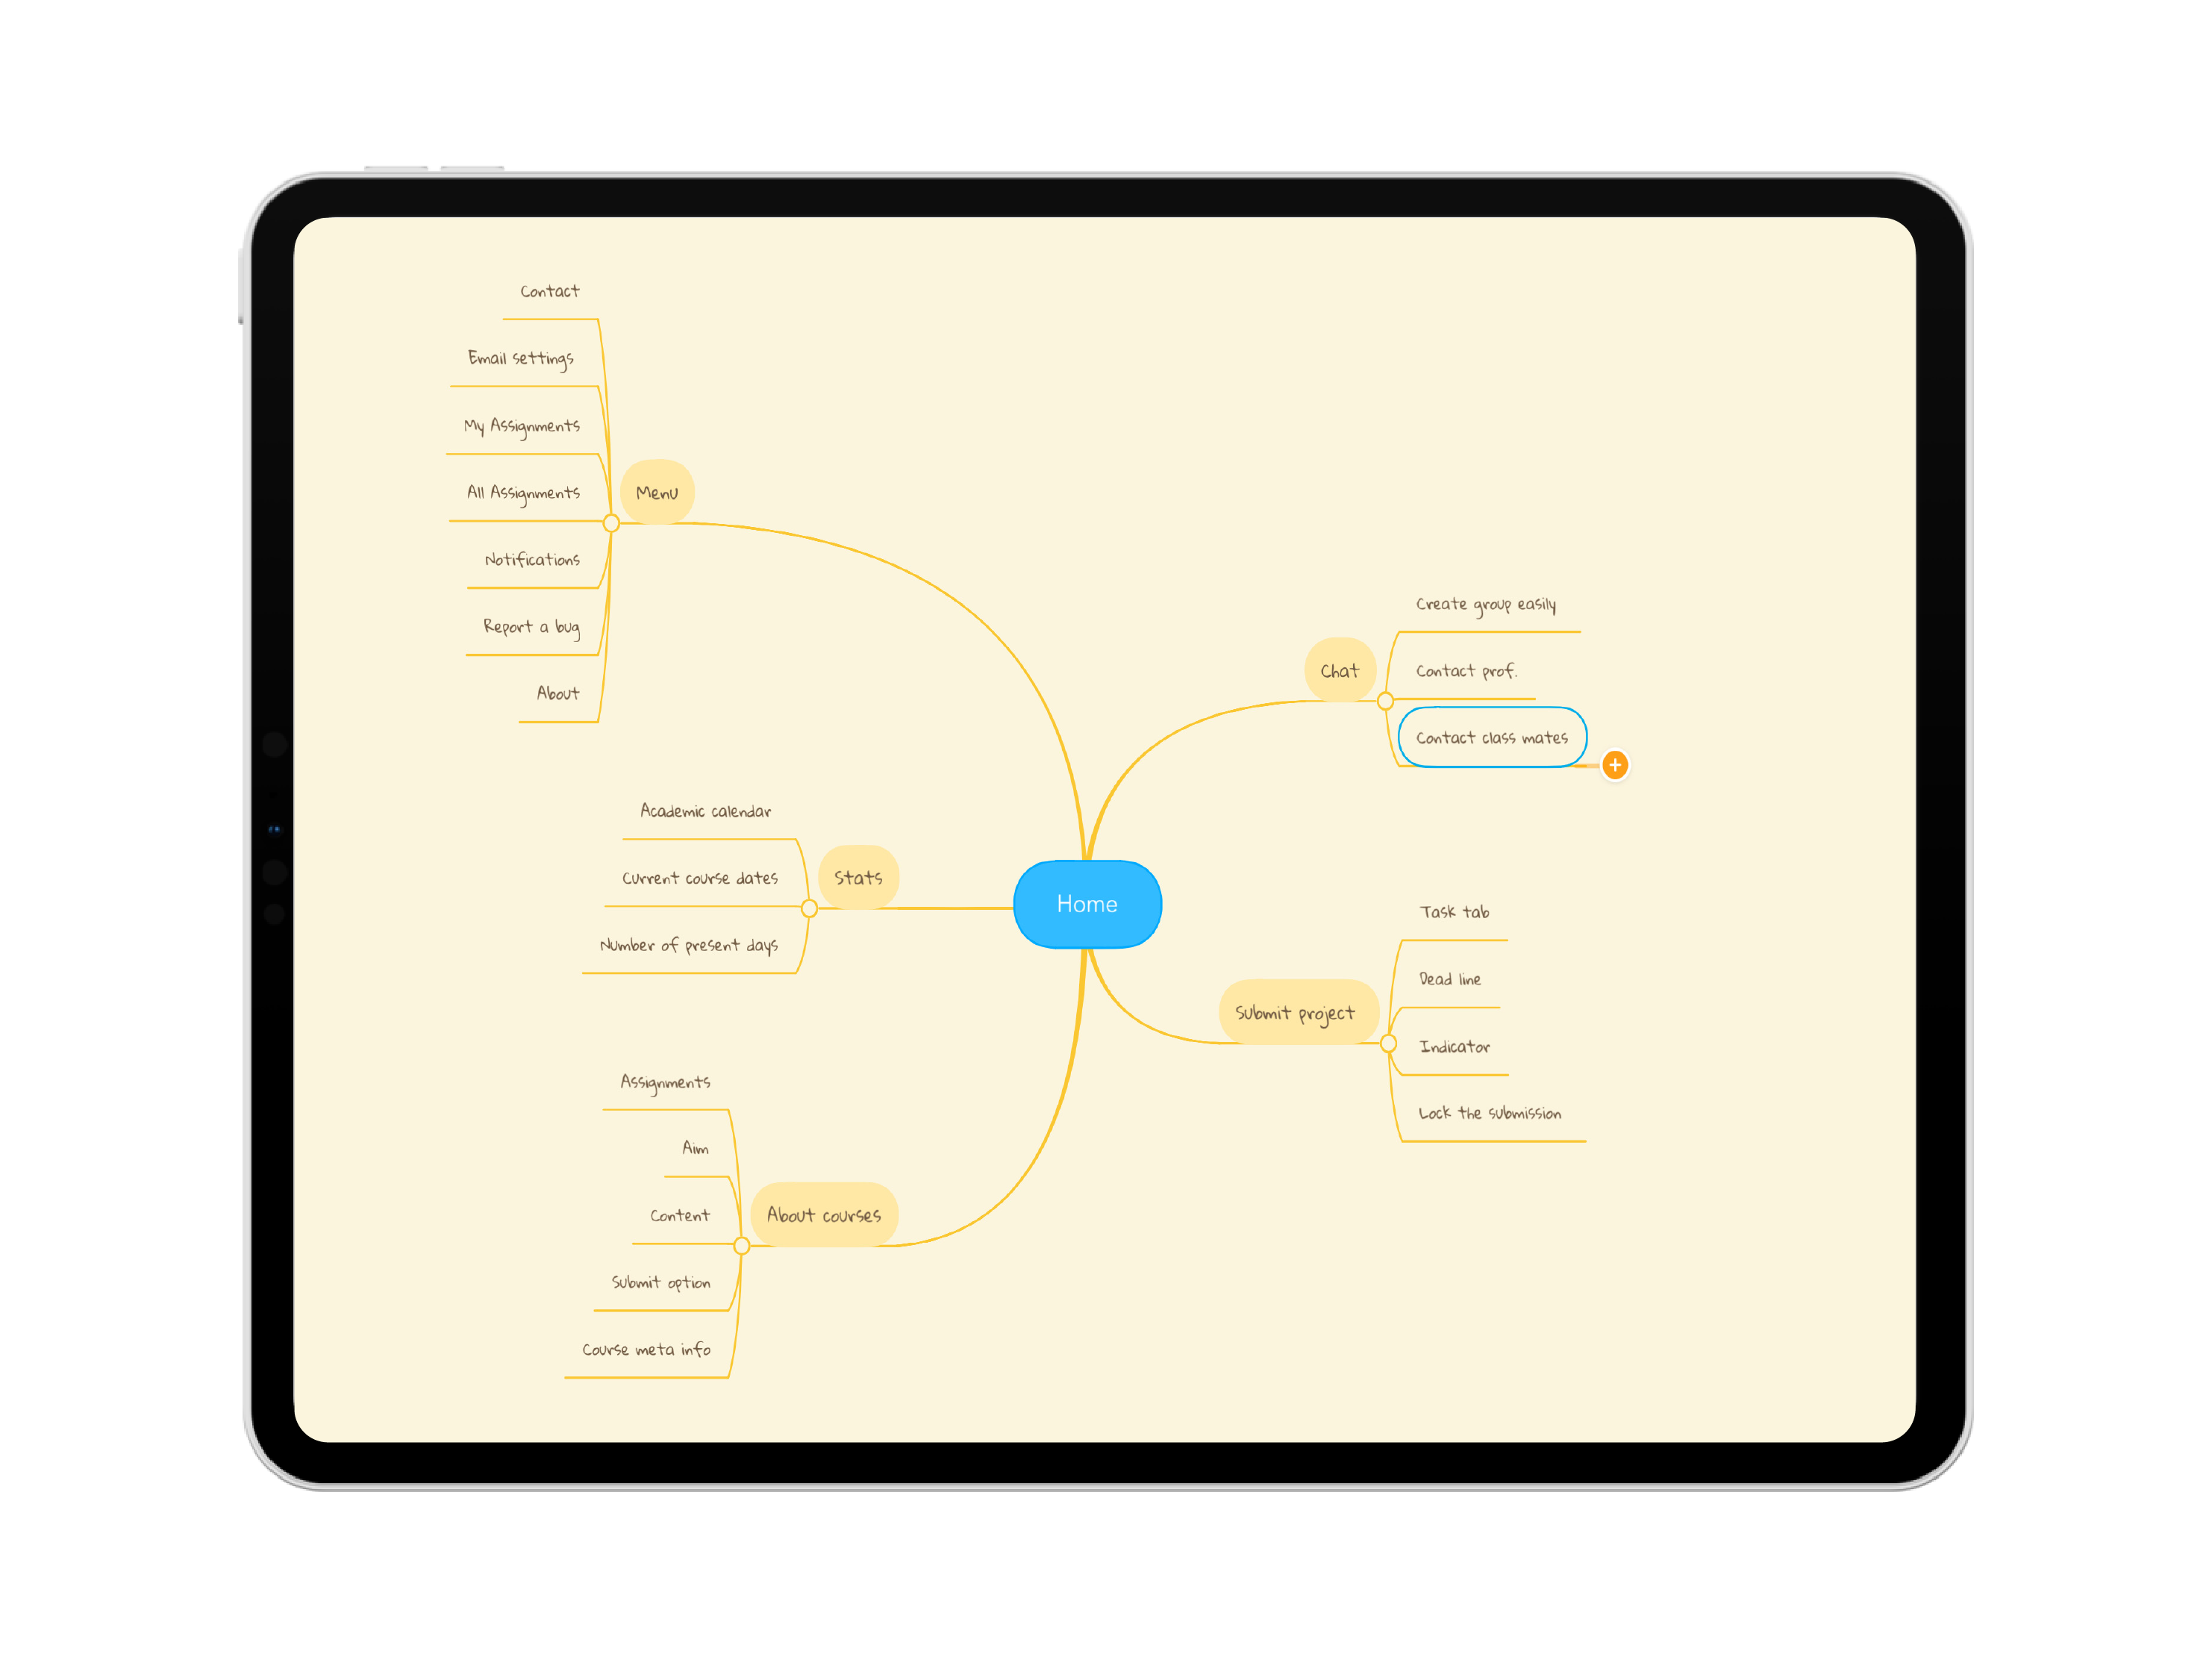 Contact
Email settings
My Assignments
All Assignments
Menu
Notifications
Report a bug
About
Create group easily
Chat
Contact prof.
Contact class mates
Academic calendar
Stats
Current course dates
Number of present days
Home
Task tab
Dead line
Submit project
Indicator
Lock the submission
Assignments
Aim
About courses
Content
Submit option
Course meta info